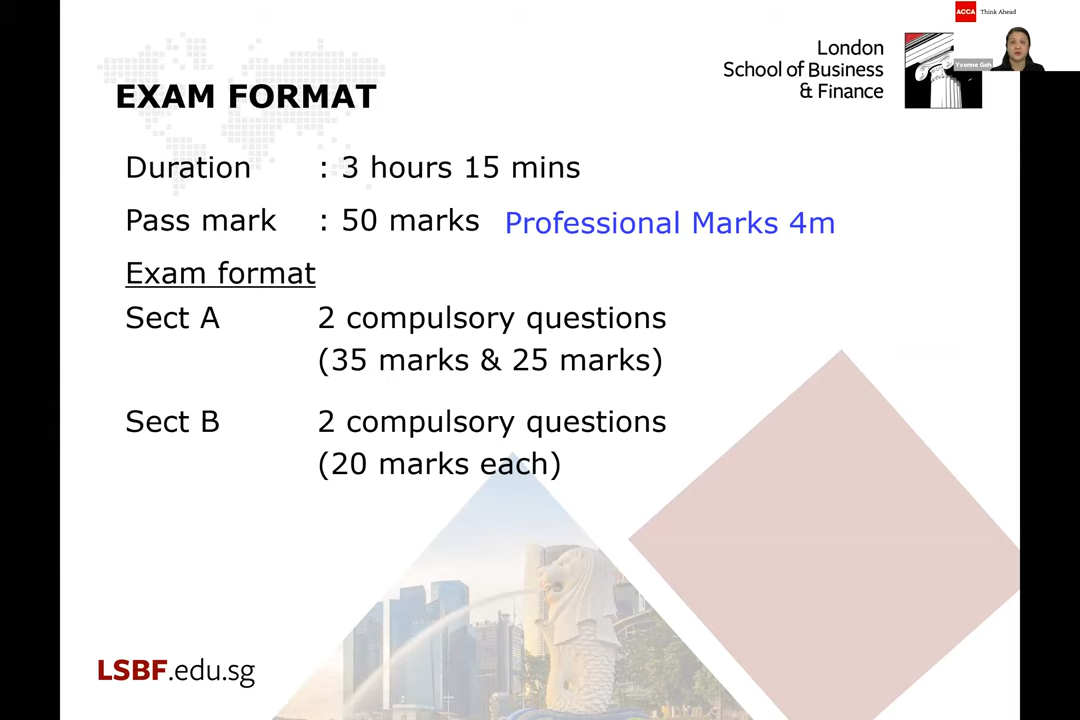 ACCA Think Ahead
London
School of Business
& Finance
Yvonne Goh
EXAM FORMAT
Duration : 3 hours 15 mins
Pass mark : 50 marks Professional Marks 4m
Exam format
Sect A 2 compulsory questions
(35 marks & 25 marks)
Sect B 2 compulsory questions
(20 marks each)
LSBF.edu.sg